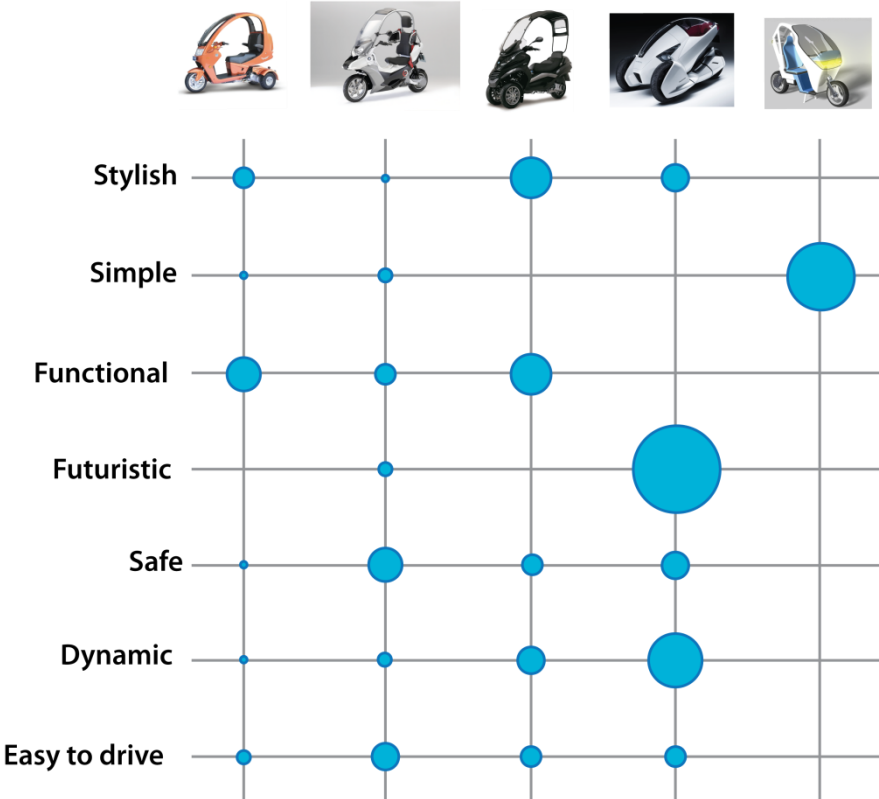 Stylish
Simple
Functional
Futuristic
Safe
Dynamic
Easy to drive